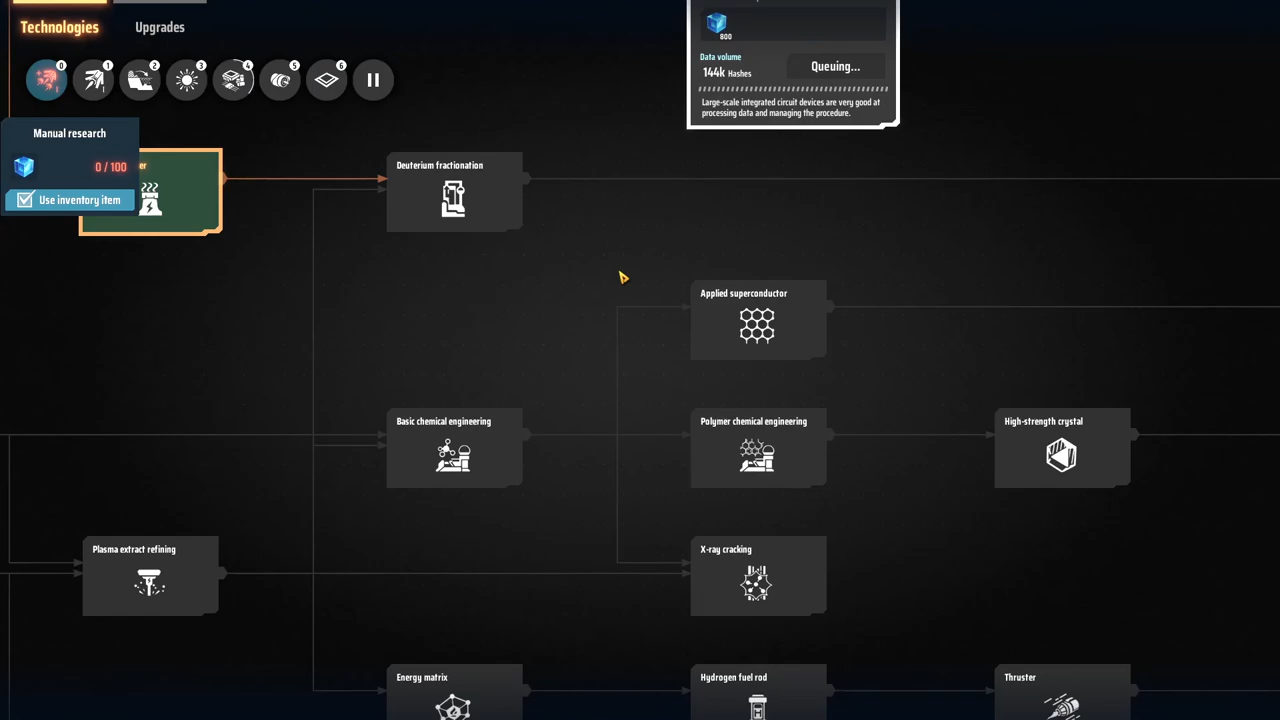 Technologies
Upgrades
0
1
2
3
4
5
6
800
Data volume
144k Hashes
Queuing...
Large-scale integrated circuit devices are very good at
processing data and managing the procedure.
Manual research
0 / 100
Use inventory item
er
Deuterium fractionation
Applied superconductor
Basic chemical engineering
Polymer chemical engineering
High-strength crystal
Plasma extract refining
X-ray cracking
Energy matrix
Hydrogen fuel rod
Thruster